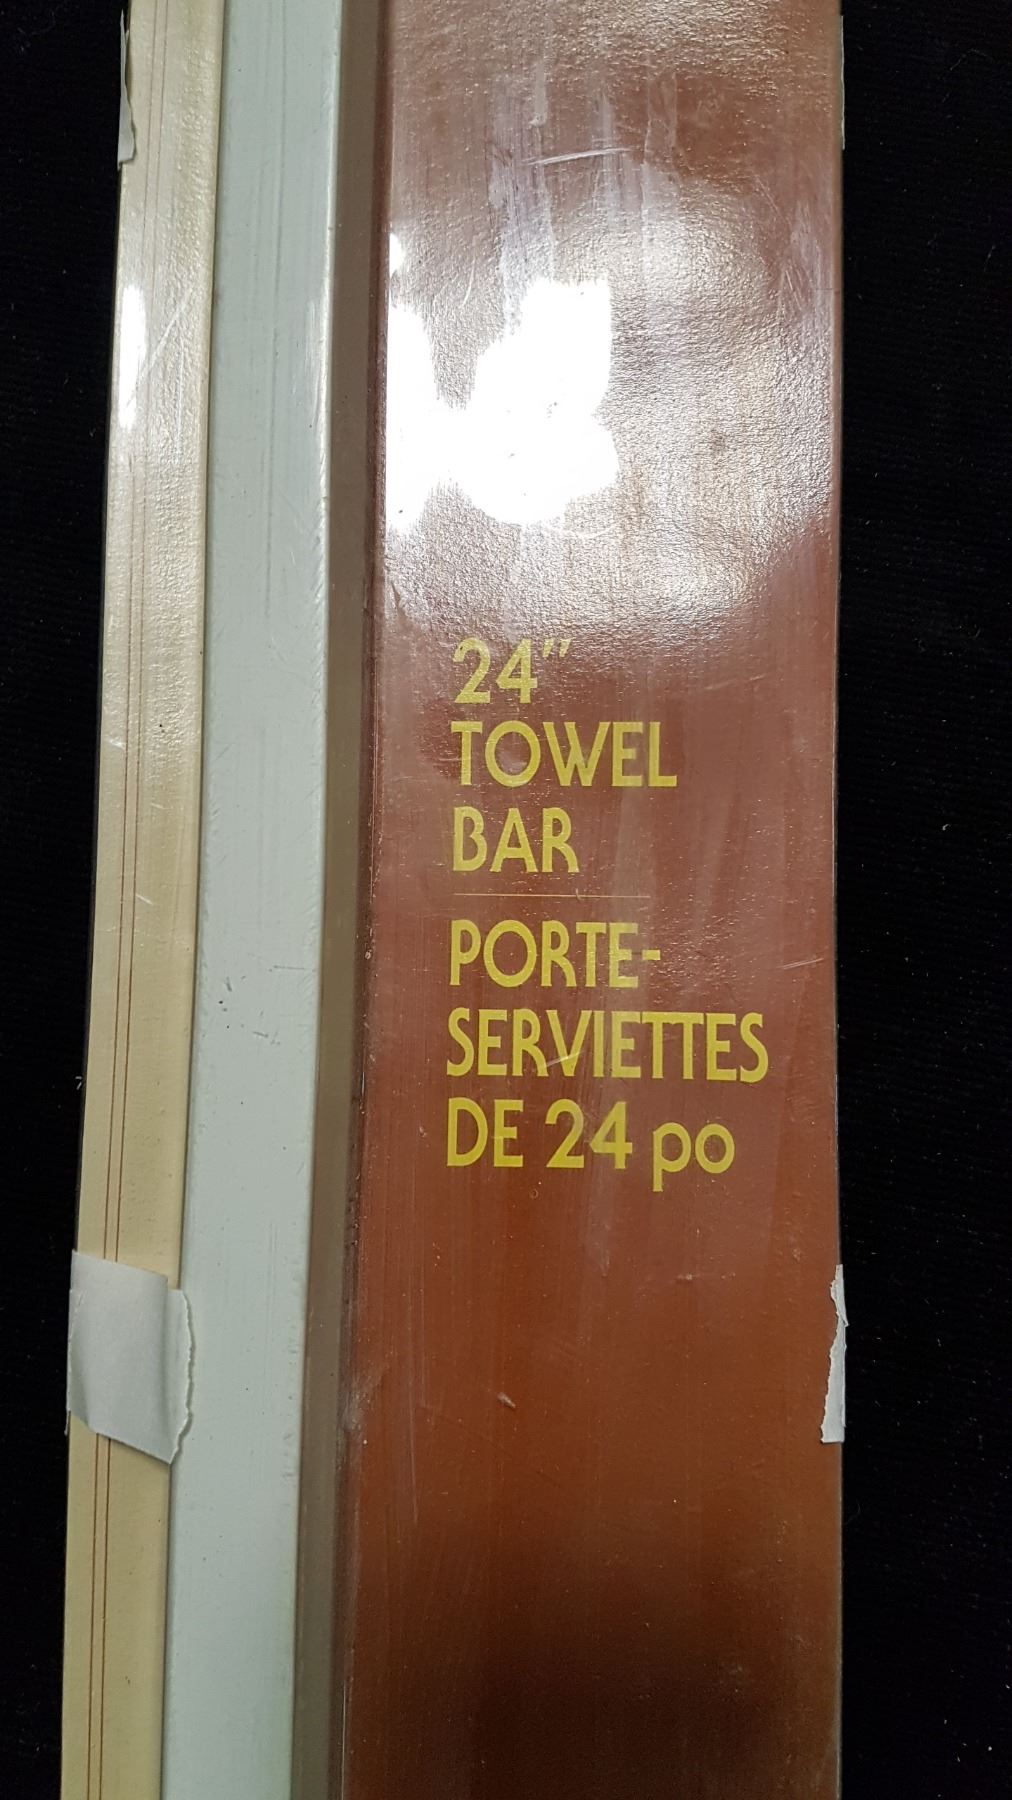 24"
TOWEL
BAR
PORTE-
SERVIETTES
DE 24 po